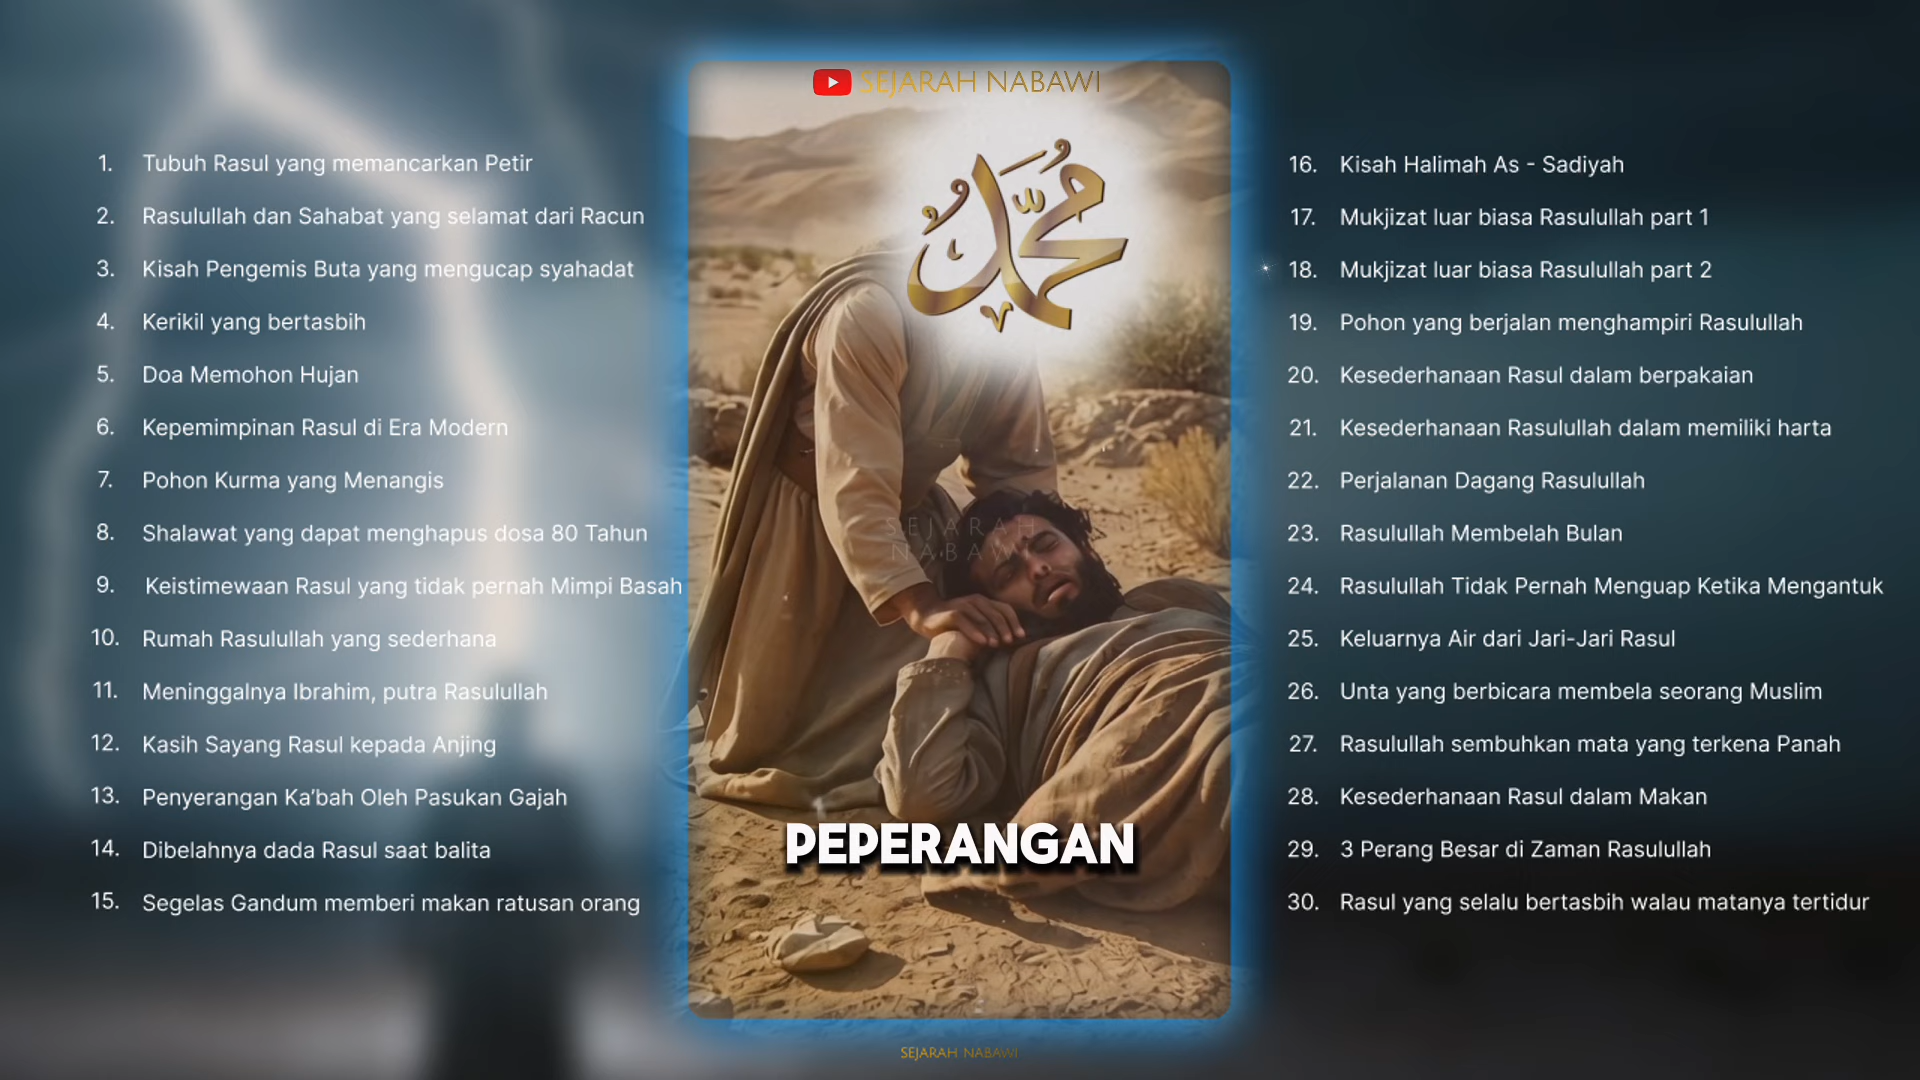 SEJARAH NABAWI
مُحَمَّدٌ
1. Tubuh Rasul yang memancarkan Petir
2. Rasulullah dan Sahabat yang selamat dari Racun
3. Kisah Pengemis Buta yang mengucap syahadat
4. Kerikil yang bertasbih
5. Doa Memohon Hujan
6. Kepemimpinan Rasul di Era Modern
7. Pohon Kurma yang Menangis
8. Shalawat yang dapat menghapus dosa 80 Tahun
9. Keistimewaan Rasul yang tidak pernah Mimpi Basah
10. Rumah Rasulullah yang sederhana
11. Meninggalnya Ibrahim, putra Rasulullah
12. Kasih Sayang Rasul kepada Anjing
13. Penyerangan Ka’bah Oleh Pasukan Gajah
14. Dibelahnya dada Rasul saat balita
15. Segelas Gandum memberi makan ratusan orang
SEJARAH
NABAWI
PEPERANGAN
16. Kisah Halimah As - Sadiyah
17. Mukjizat luar biasa Rasulullah part 1
18. Mukjizat luar biasa Rasulullah part 2
19. Pohon yang berjalan menghampiri Rasulullah
20. Kesederhanaan Rasul dalam berpakaian
21. Kesederhanaan Rasulullah dalam memiliki harta
22. Perjalanan Dagang Rasulullah
23. Rasulullah Membelah Bulan
24. Rasulullah Tidak Pernah Menguap Ketika Mengantuk
25. Keluarnya Air dari Jari-Jari Rasul
26. Unta yang berbicara membela seorang Muslim
27. Rasulullah sembuhkan mata yang terkena Panah
28. Kesederhanaan Rasul dalam Makan
29. 3 Perang Besar di Zaman Rasulullah
30. Rasul yang selalu bertasbih walau matanya tertidur
SEJARAH NABAWI